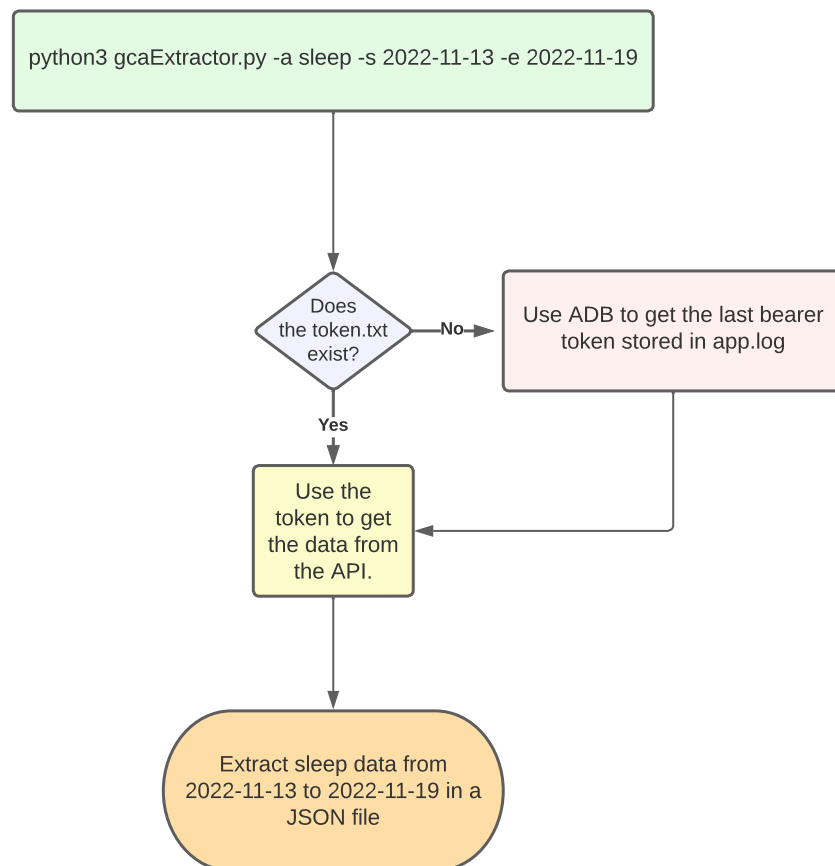 python3 gcaExtractor.py -a sleep -s 2022-11-13 -e 2022-11-19
Does
the token.txt
exist?
No
Use ADB to get the last bearer
token stored in app.log
Yes
Use the
token to get
the data from
the API.
Extract sleep data from
2022-11-13 to 2022-11-19 in a
JSON file